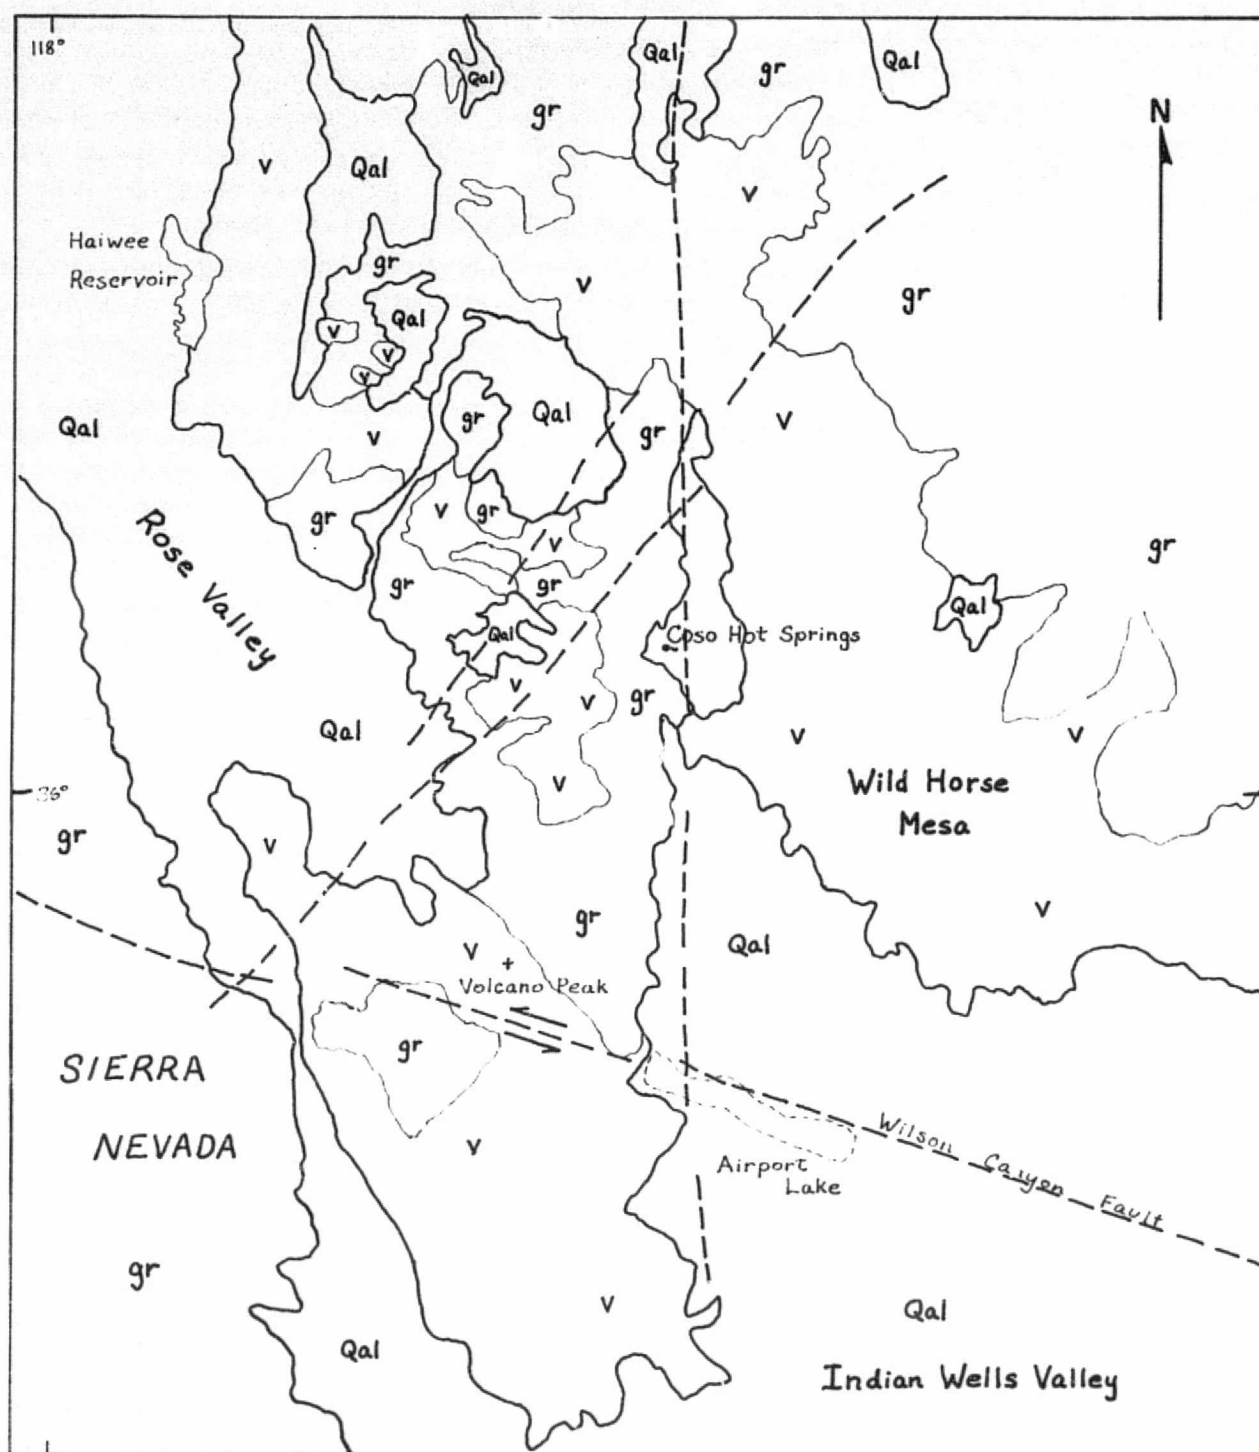 118°
Qal
Qal
gr
Qal
N
gr
v
Qal
v
Haiwee
Reservoir
gr
v
gr
Qal
v
v
v
Qal
gr
Qal
gr
v
v
gr
v
gr
v
gr
gr
gr
Qal
Qal
Rose Valley
Coso Hot Springs
v
v
gr
Qal
v
v
v
36°
Wild Horse
Mesa
gr
v
v
gr
Qal
v
+
Volcano Peak
gr
SIERRA
NEVADA
v
Airport
Lake
Wilson Canyon Fault
gr
v
Qal
Qal
Indian Wells Valley